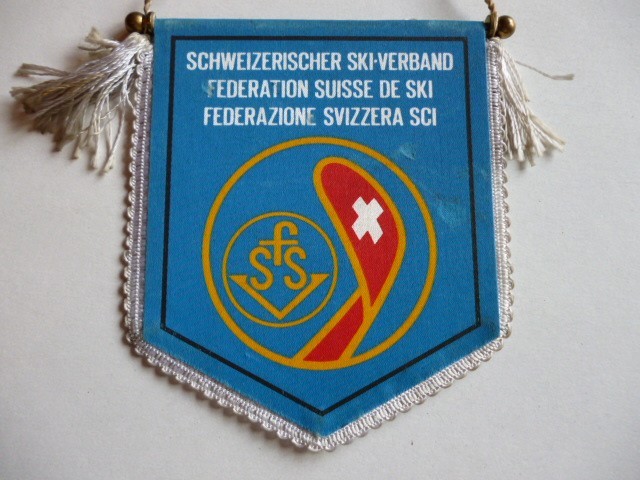 SCHWEIZERISCHER SKI-VERBAND
FEDERATION SUISSE DE SKI
FEDERAZIONE SVIZZERA SCI
SfS